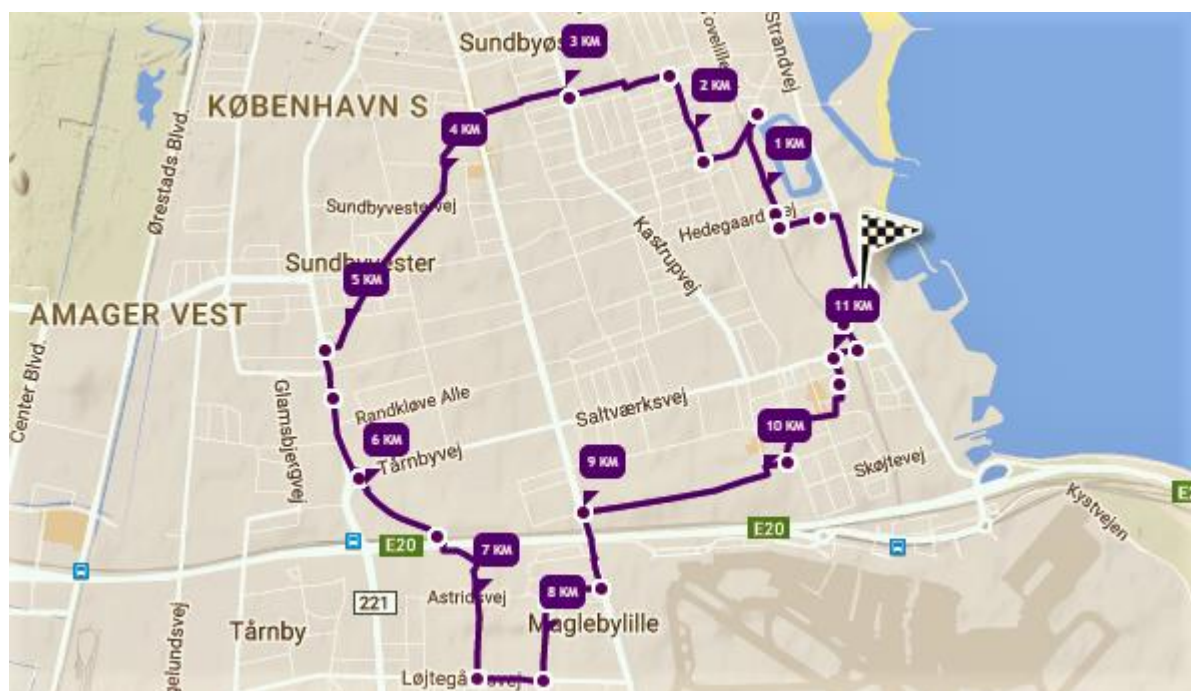 Sundbyøs
3 KM
Strandvej
2 KM
KØBENHAVN S
4 KM
1 KM
Ørestads Blvd.
Sundbyvestervej
Hedegaard
Kastrupvej
Sundbyvester
5 KM
11 KM
AMAGER VEST
Center Blvd.
Glamsbjergvej
Randkløve Alle
Saltværksvej
6 KM
10 KM
Tårnbyvej
9 KM
Skøjtevej
Kystvejen
E20
E20
7 KM
Astridsvej
8 KM
221
Tårnby
Maglebylille
gelundsvej